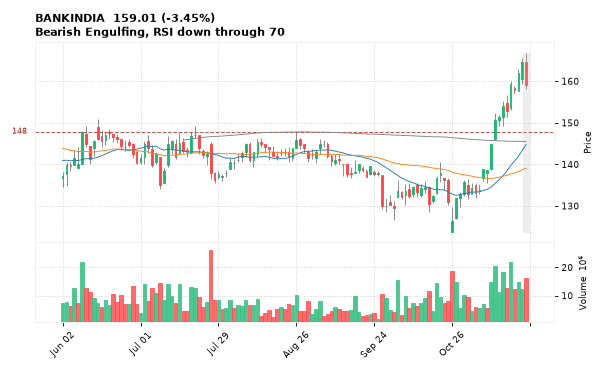 BANKINDIA 159.01 (-3.45%)
Bearish Engulfing, RSI down through 70
160
150
148
140
130
Price
20
10
Volume 10⁶
Jun 02
Jul 01
Jul 29
Aug 26
Sep 24
Oct 26